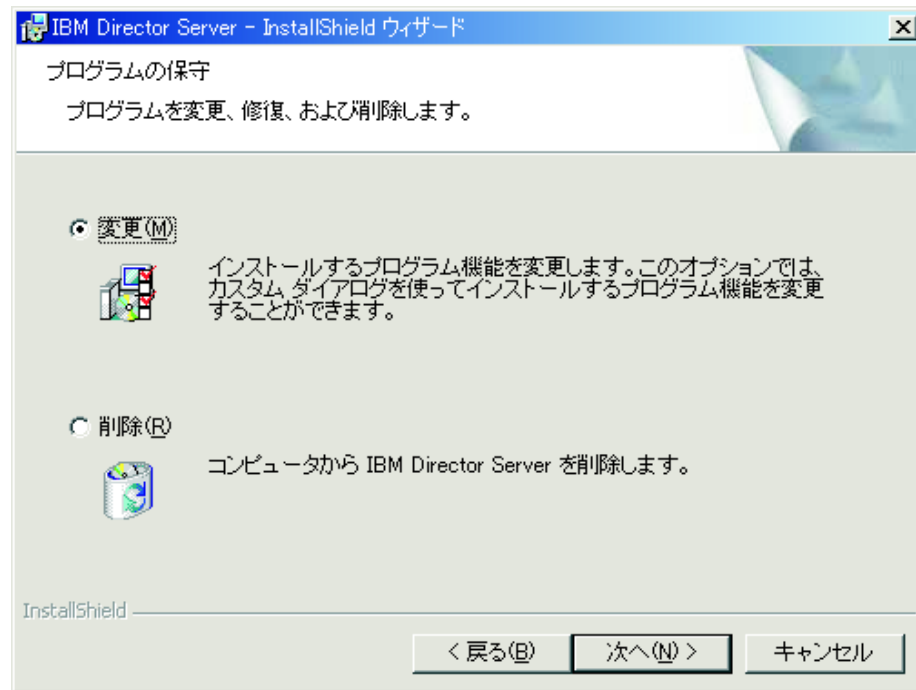 IBM Director Server - InstallShield ウィザード
プログラムの保守
プログラムを変更、修復、および削除します。
変更(M)
インストールするプログラム機能を変更します。このオプションでは、
カスタム ダイアログを使ってインストールするプログラム機能を変更
することができます。
削除(R)
コンピュータから IBM Director Server を削除します。
InstallShield
< 戻る(B)
次へ(N) >
キャンセル